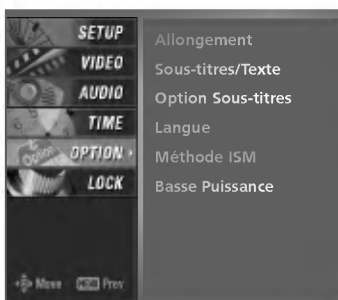 SETUP
VIDEO
AUDIO
TIME
OPTION
LOCK
Move MENU Prev
Allongement
Sous-titres/Texte
Option Sous-titres
Langue
Méthode ISM
Basse Puissance